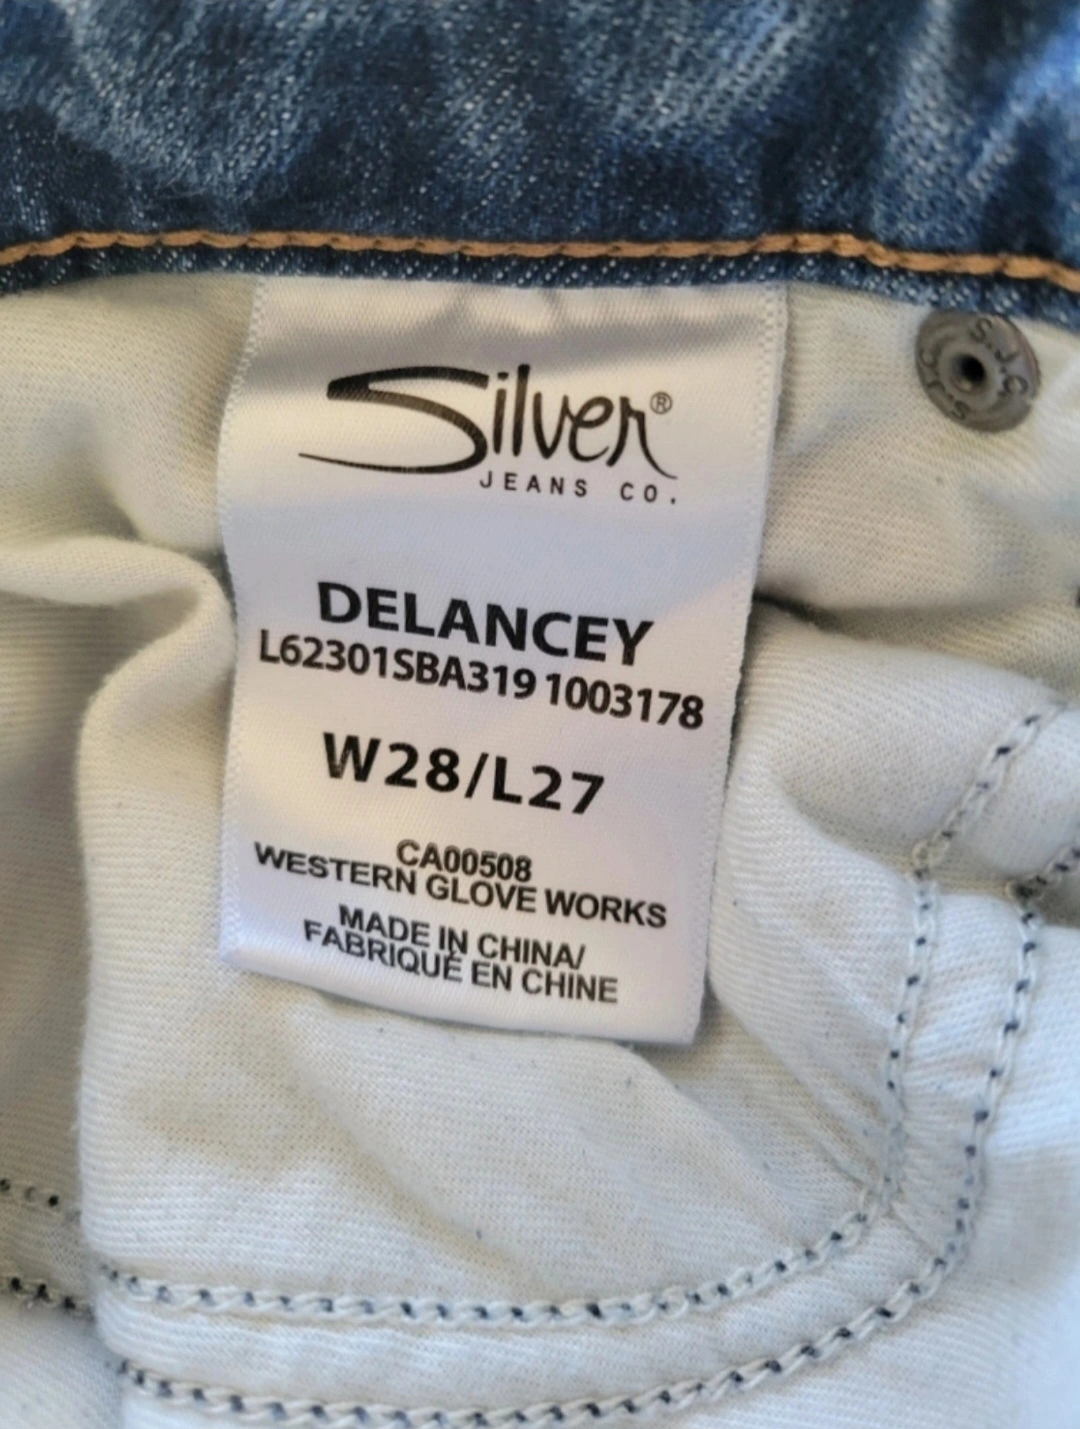 Silver®
JEANS CO.
DELANCEY
L62301SBA319 1003178
W28/L27
CA00508
WESTERN GLOVE WORKS
MADE IN CHINA/
FABRIQUÉ EN CHINE
S.J.C. S.J.C.